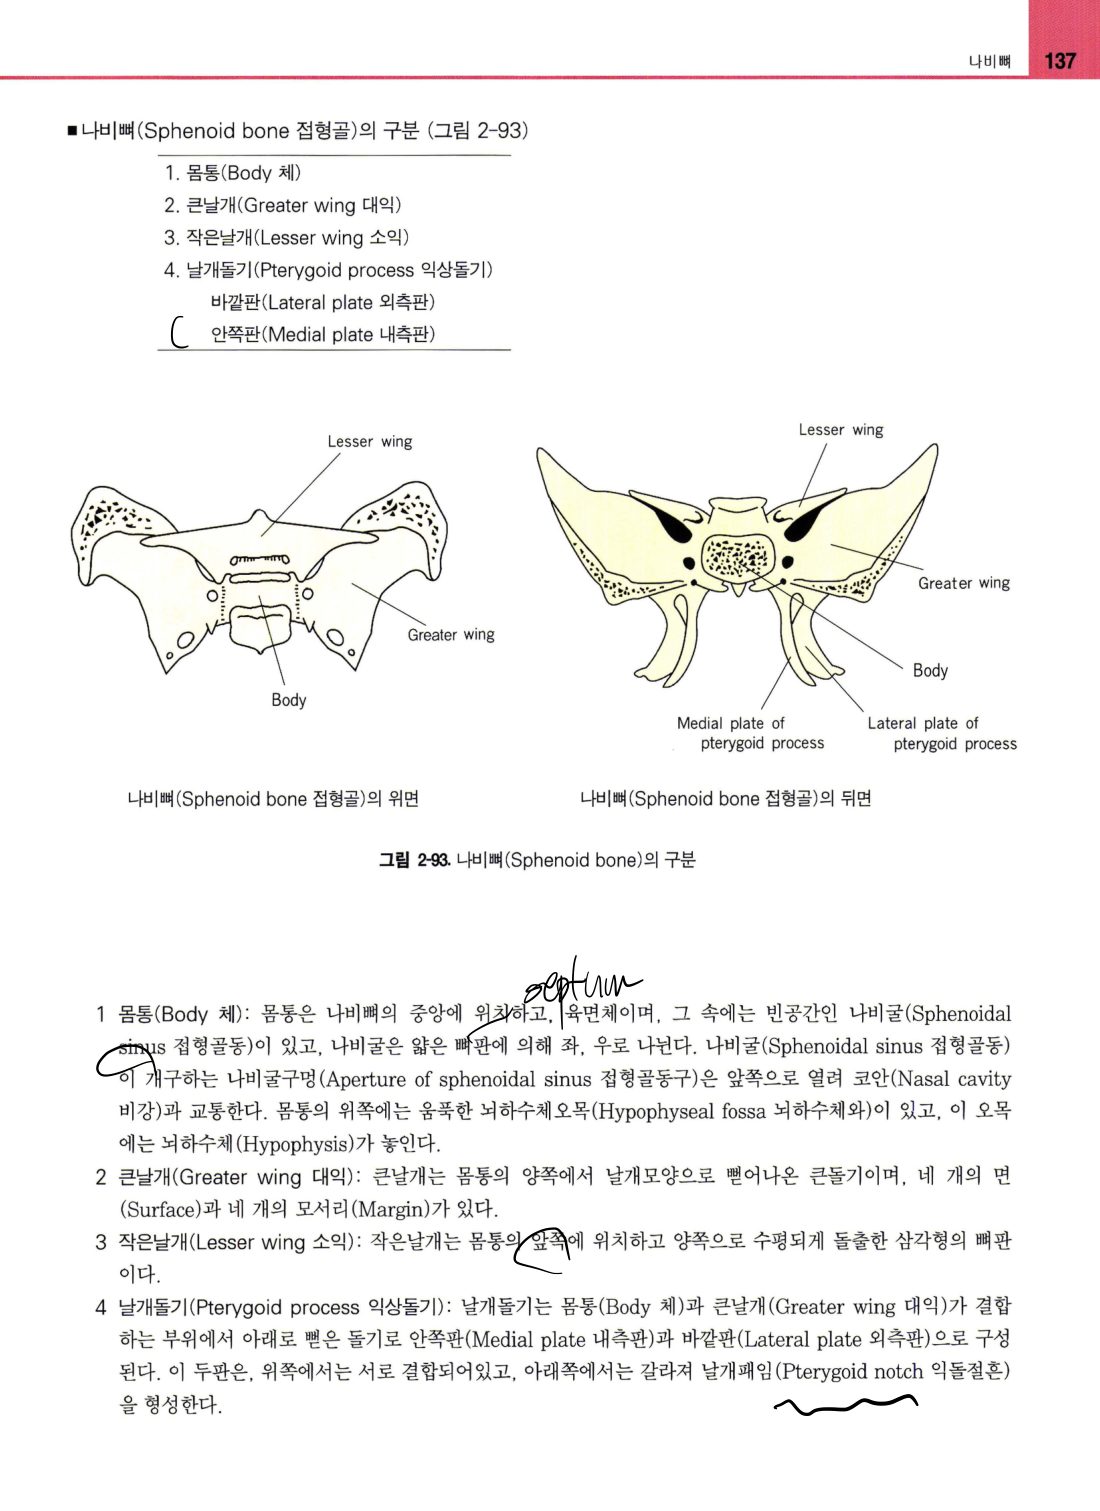 나비뼈 137
■ 나비뼈(Sphenoid bone 접형골)의 구분 (그림 2-93)
1. 몸통(Body 체)
2. 큰날개(Greater wing 대익)
3. 작은날개(Lesser wing 소익)
4. 날개돌기(Pterygoid process 익상돌기)
바깥판(Lateral plate 외측판)
안쪽판(Medial plate 내측판)
Lesser wing
Greater wing
Body
Lesser wing
Greater wing
Body
Medial plate of
pterygoid process
Lateral plate of
pterygoid process
나비뼈(Sphenoid bone 접형골)의 위면
나비뼈(Sphenoid bone 접형골)의 뒤면
그림 2-93. 나비뼈(Sphenoid bone)의 구분
septum
1 몸통(Body 체): 몸통은 나비뼈의 중앙에 위치하고, 육면체이며, 그 속에는 빈공간인 나비굴(Sphenoidal
sinus 접형골동)이 있고, 나비굴은 얇은 뼈판에 의해 좌, 우로 나뉜다. 나비굴(Sphenoidal sinus 접형골동)
이 개구하는 나비굴구멍(Aperture of sphenoidal sinus 접형골동구)은 앞쪽으로 열려 코안(Nasal cavity
비강)과 교통한다. 몸통의 위쪽에는 움푹한 뇌하수체오목(Hypophyseal fossa 뇌하수체와)이 있고, 이 오목
에는 뇌하수체(Hypophysis)가 놓인다.
2 큰날개(Greater wing 대익): 큰날개는 몸통의 양쪽에서 날개모양으로 뻗어나온 큰돌기이며, 네 개의 면
(Surface)과 네 개의 모서리(Margin)가 있다.
3 작은날개(Lesser wing 소익): 작은날개는 몸통의 앞쪽에 위치하고 양쪽으로 수평되게 돌출한 삼각형의 뼈판
이다.
4 날개돌기(Pterygoid process 익상돌기): 날개돌기는 몸통(Body 체)과 큰날개(Greater wing 대익)가 결합
하는 부위에서 아래로 뻗은 돌기로 안쪽판(Medial plate 내측판)과 바깥판(Lateral plate 외측판)으로 구성
된다. 이 두판은, 위쪽에서는 서로 결합되어있고, 아래쪽에서는 갈라져 날개패임(Pterygoid notch 익돌절흔)
을 형성한다.